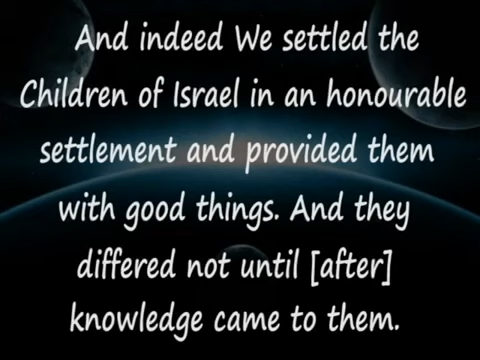 And indeed We settled the
Children of Israel in an honourable
settlement and provided them
with good things. And they
differed not until [after]
knowledge came to them.